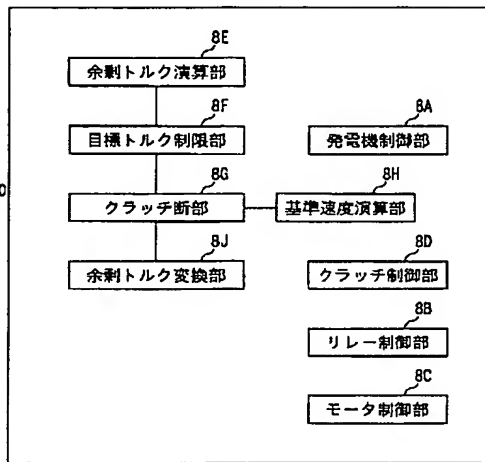 8E
余剰トルク演算部
8F
目標トルク制限部
8A
発電機制御部
8G
クラッチ断部
8H
基準速度演算部
8J
余剰トルク変換部
8D
クラッチ制御部
8B
リレー制御部
8C
モータ制御部